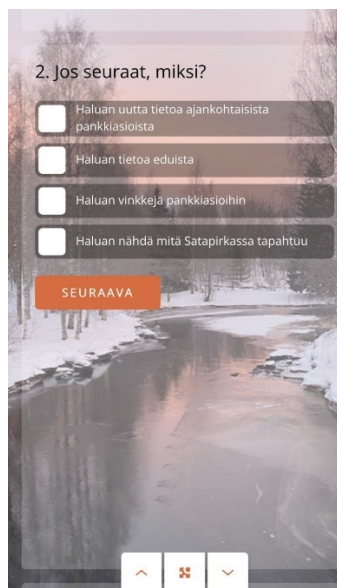 2. Jos seuraat, miksi?
Haluan uutta tietoa ajankohtaisista
pankkiasioista
Haluan tietoa eduista
Haluan vinkkejä pankkiasioihin
Haluan nähdä mitä Satapirkassa tapahtuu
SEURAAVA